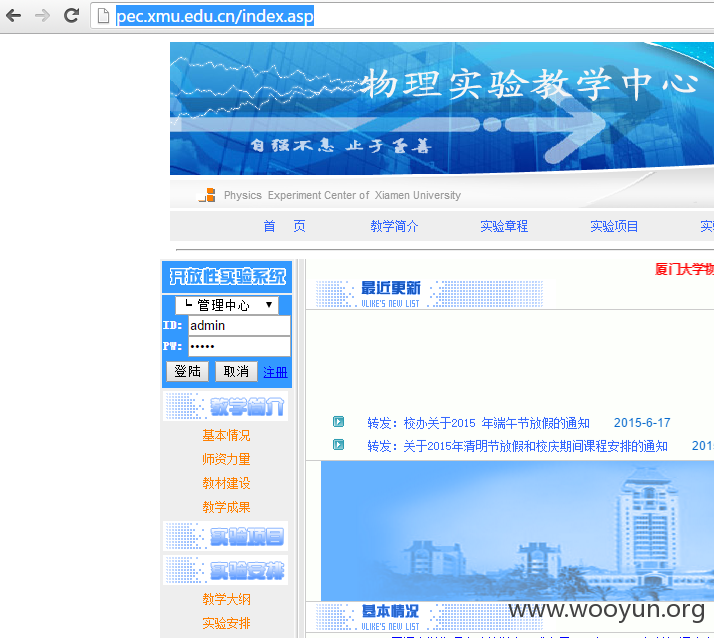 pec.xmu.edu.cn/index.asp
物理实验教学中心
自强不息 止于至善
Physics Experiment Center of Xiamen University
首 页 教学简介 实验章程 实验项目 实
厦门大学物
开放性实验系统
┗ 管理中心
ID: admin
PW: •••••
登陆 取消 注册
教学简介
基本情况
师资力量
教材建设
教学成果
实验项目
实验安排
教学大纲
实验安排
最近更新
VLIKE'S NEW LIST
转发：校办关于2015 年端午节放假的通知 2015-6-17
转发：关于2015年清明节放假和校庆期间课程安排的通知 201
基本情况
VLIKE'S NEW LIST
www.wooyun.org